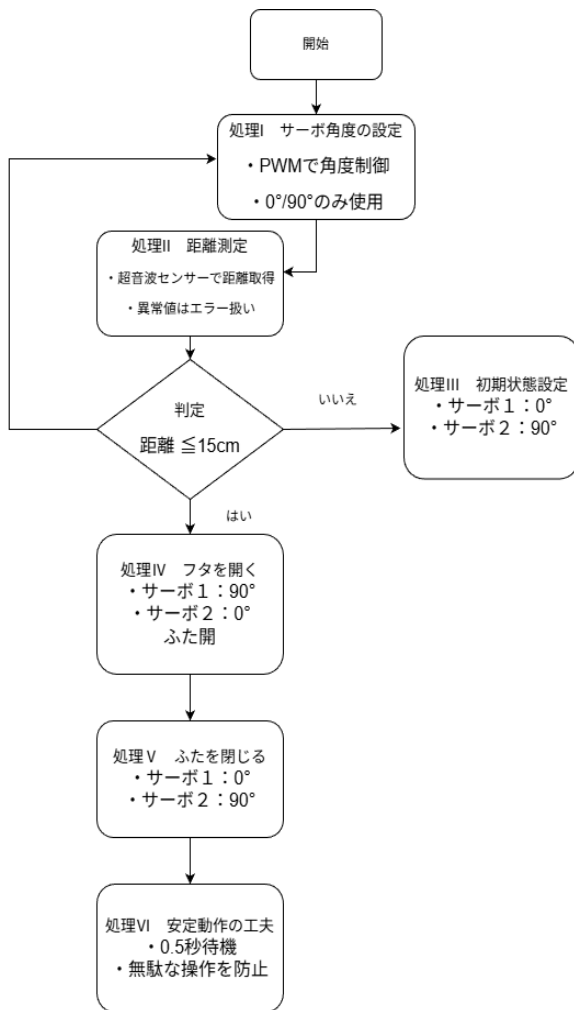 開始
処理Ⅰ　サーボ角度の設定
・PWMで角度制御
・0°/90°のみ使用
処理Ⅱ　距離測定
・超音波センサーで距離取得
・異常値はエラー扱い
判定
距離 ≦15cm
いいえ
処理Ⅲ　初期状態設定
・サーボ１：0°
・サーボ２：90°
はい
処理Ⅳ　フタを開く
・サーボ１：90°
・サーボ２：0°
ふた開
処理Ⅴ　ふたを閉じる
・サーボ１：0°
・サーボ２：90°
処理Ⅵ　安定動作の工夫
・0.5秒待機
・無駄な操作を防止